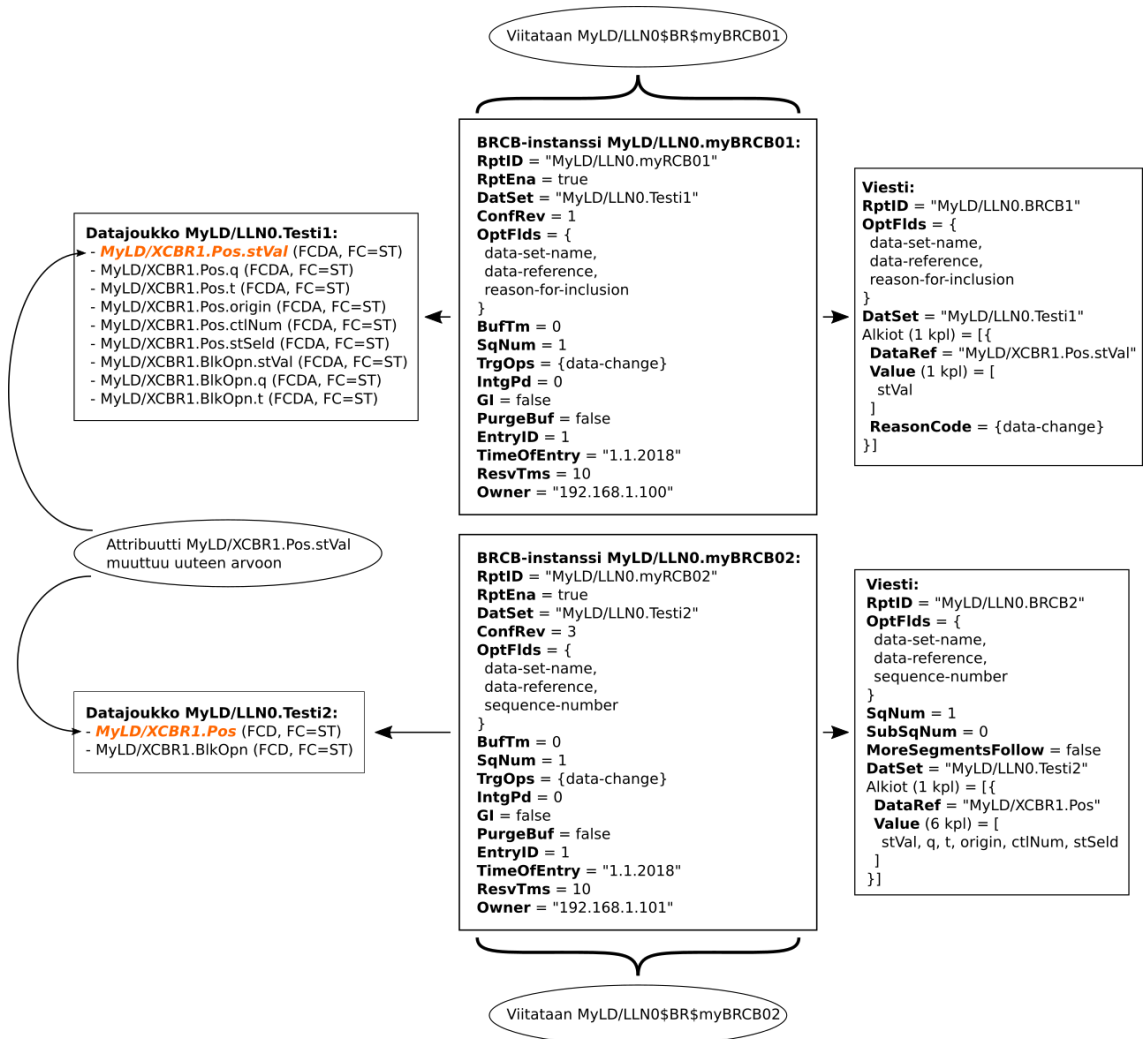 Viitataan MyLD/LLN0$BR$myBRCB01
BRCB-instanssi MyLD/LLN0.myBRCB01:
RptID = "MyLD/LLN0.myRCB01"
RptEna = true
DatSet = "MyLD/LLN0.Testi1"
ConfRev = 1
OptFlds = {
data-set-name,
data-reference,
reason-for-inclusion
}
BufTm = 0
SqNum = 1
TrgOps = {data-change}
IntgPd = 0
GI = false
PurgeBuf = false
EntryID = 1
TimeOfEntry = "1.1.2018"
ResvTms = 10
Owner = "192.168.1.100"
Datajoukko MyLD/LLN0.Testi1:
- MyLD/XCBR1.Pos.stVal (FCDA, FC=ST)
- MyLD/XCBR1.Pos.q (FCDA, FC=ST)
- MyLD/XCBR1.Pos.t (FCDA, FC=ST)
- MyLD/XCBR1.Pos.origin (FCDA, FC=ST)
- MyLD/XCBR1.Pos.ctlNum (FCDA, FC=ST)
- MyLD/XCBR1.Pos.stSeld (FCDA, FC=ST)
- MyLD/XCBR1.BlkOpn.stVal (FCDA, FC=ST)
- MyLD/XCBR1.BlkOpn.q (FCDA, FC=ST)
- MyLD/XCBR1.BlkOpn.t (FCDA, FC=ST)
Viesti:
RptID = "MyLD/LLN0.BRCB1"
OptFlds = {
data-set-name,
data-reference,
reason-for-inclusion
}
DatSet = "MyLD/LLN0.Testi1"
Alkiot (1 kpl) = [{
DataRef = "MyLD/XCBR1.Pos.stVal"
Value (1 kpl) = [
stVal
]
ReasonCode = {data-change}
}]
Attribuutti MyLD/XCBR1.Pos.stVal
muuttuu uuteen arvoon
BRCB-instanssi MyLD/LLN0.myBRCB02:
RptID = "MyLD/LLN0.myRCB02"
RptEna = true
DatSet = "MyLD/LLN0.Testi2"
ConfRev = 3
OptFlds = {
data-set-name,
data-reference,
sequence-number
}
BufTm = 0
SqNum = 1
TrgOps = {data-change}
IntgPd = 0
GI = false
PurgeBuf = false
EntryID = 1
TimeOfEntry = "1.1.2018"
ResvTms = 10
Owner = "192.168.1.101"
Datajoukko MyLD/LLN0.Testi2:
- MyLD/XCBR1.Pos (FCD, FC=ST)
- MyLD/XCBR1.BlkOpn (FCD, FC=ST)
Viesti:
RptID = "MyLD/LLN0.BRCB2"
OptFlds = {
data-set-name,
data-reference,
sequence-number
}
SqNum = 1
SubSqNum = 0
MoreSegmentsFollow = false
DatSet = "MyLD/LLN0.Testi2"
Alkiot (1 kpl) = [{
DataRef = "MyLD/XCBR1.Pos"
Value (6 kpl) = [
stVal, q, t, origin, ctlNum, stSeld
]
}]
Viitataan MyLD/LLN0$BR$myBRCB02